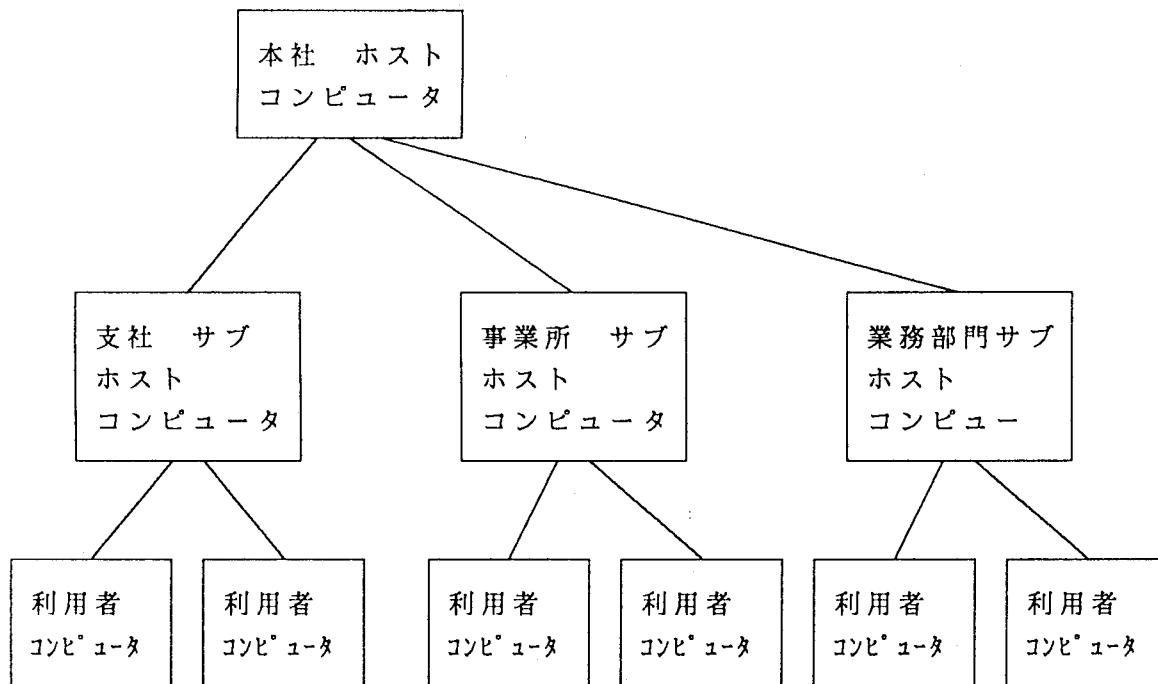 本社　ホスト
コンピュータ
支社　サブ
ホスト
コンピュータ
事業所　サブ
ホスト
コンピュータ
業務部門サブ
ホスト
コンピュー
利用者
コンピュータ
利用者
コンピュータ
利用者
コンピュータ
利用者
コンピュータ
利用者
コンピュータ
利用者
コンピュータ